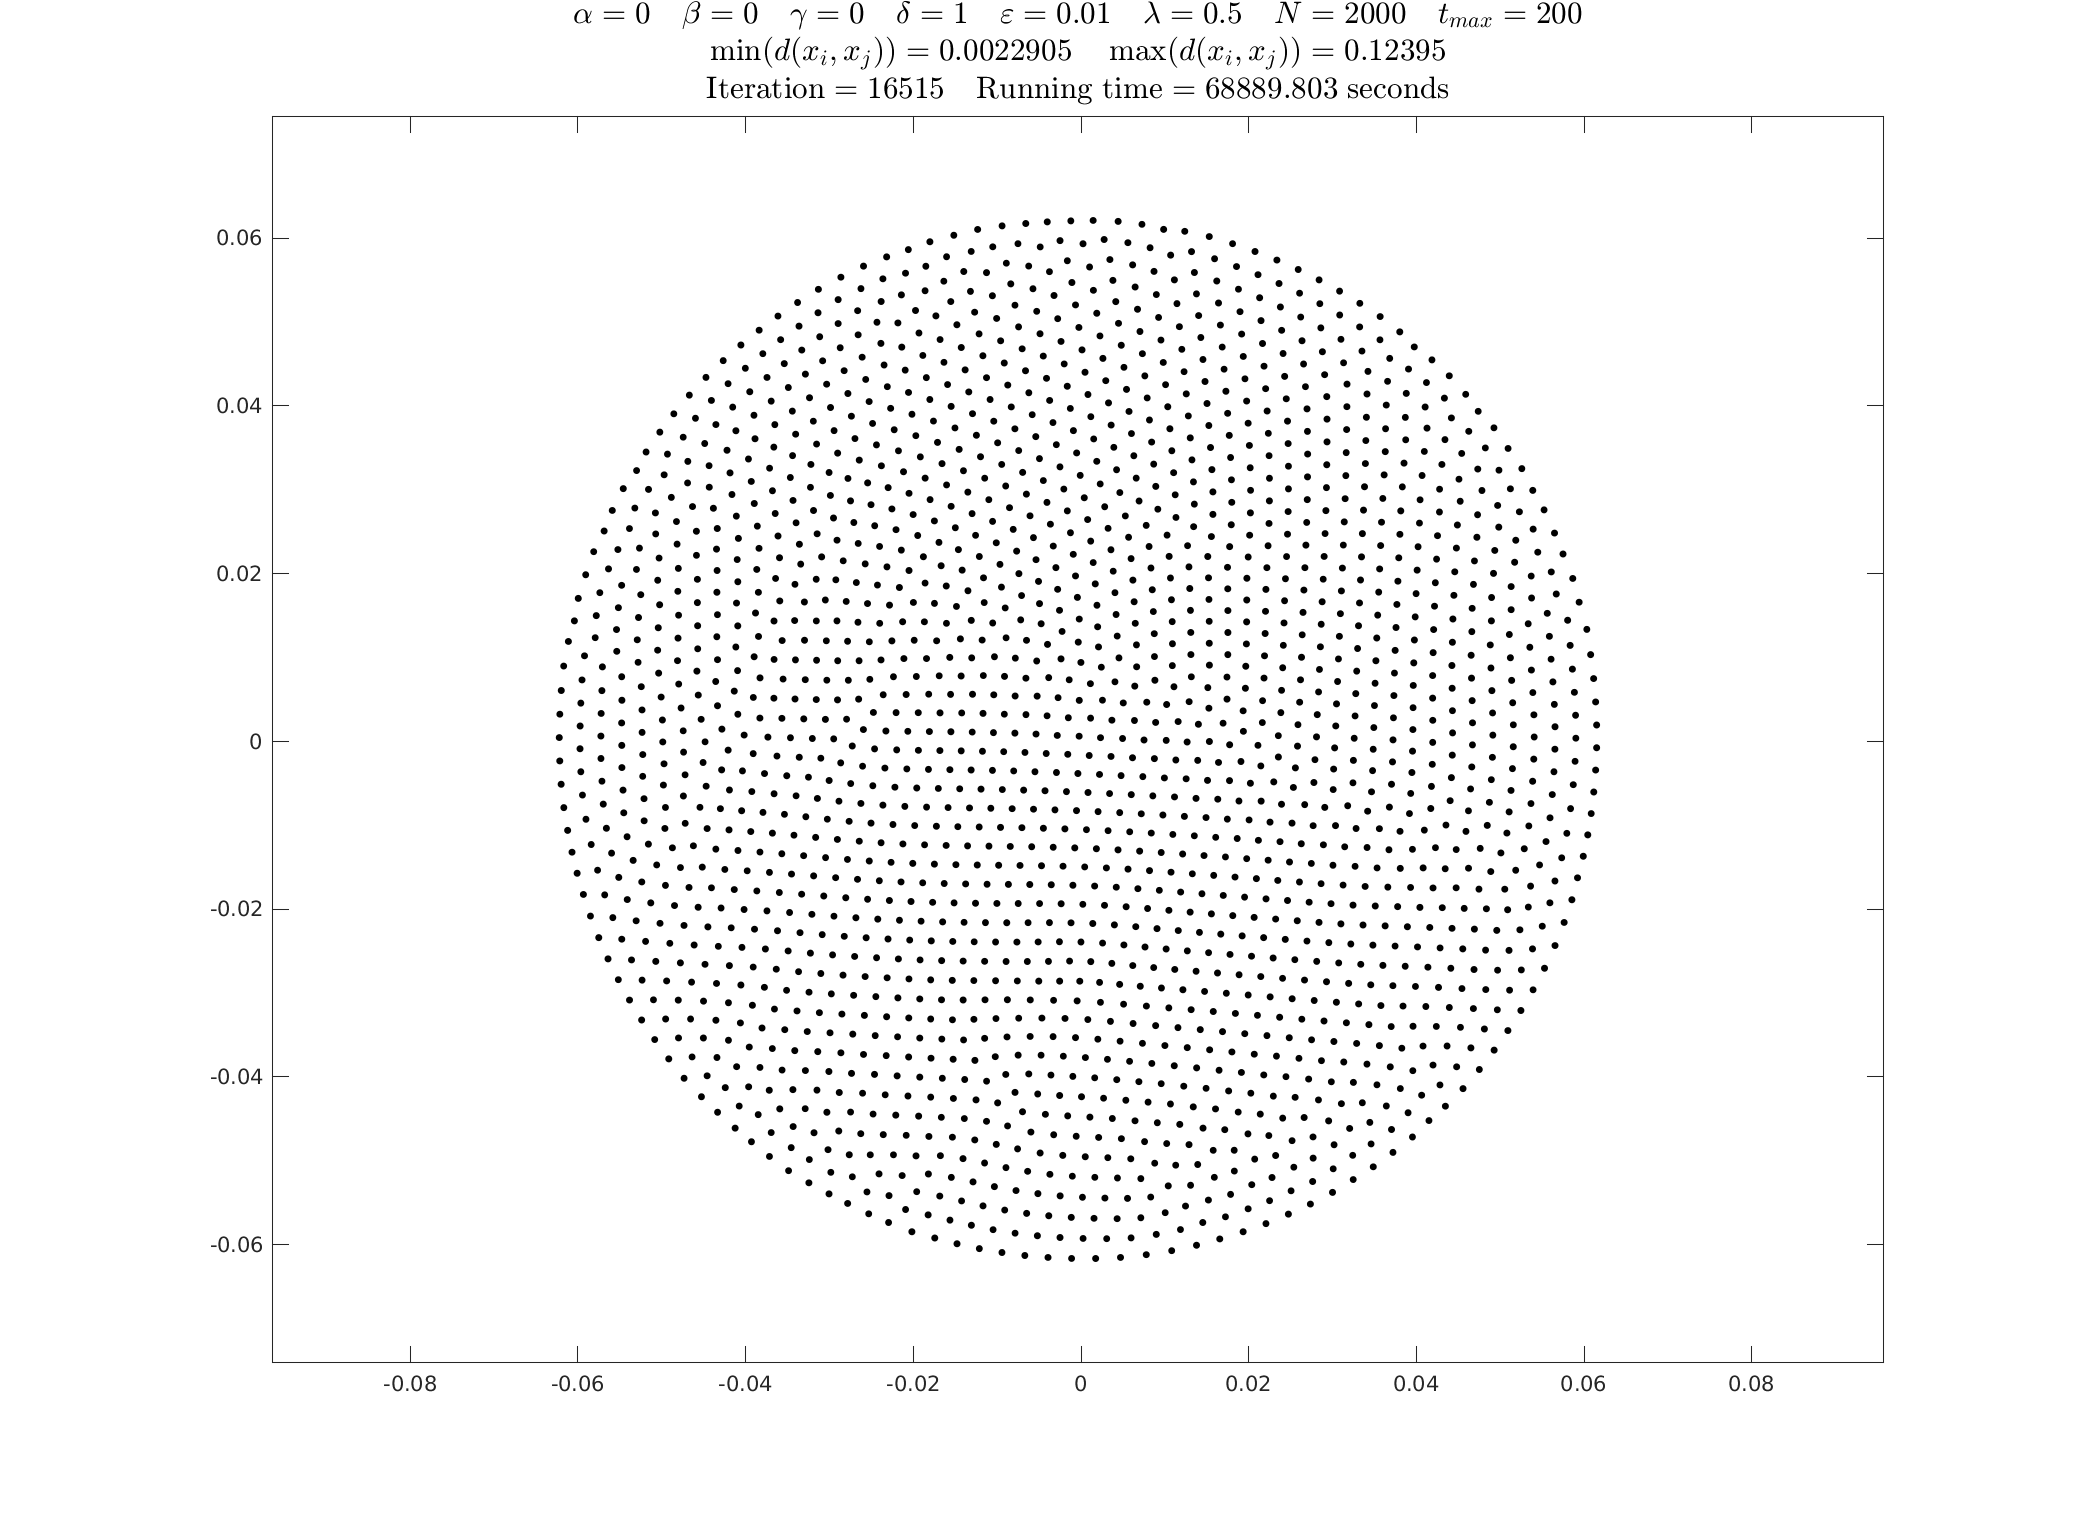 α = 0 β = 0 γ = 0 δ = 1 ε = 0.01 λ = 0.5 N = 2000 t_max = 200
min(d(x_i, x_j)) = 0.0022905 max(d(x_i, x_j)) = 0.12395
Iteration = 16515 Running time = 68889.803 seconds
0.06
0.04
0.02
0
-0.02
-0.04
-0.06
-0.08 -0.06 -0.04 -0.02 0 0.02 0.04 0.06 0.08